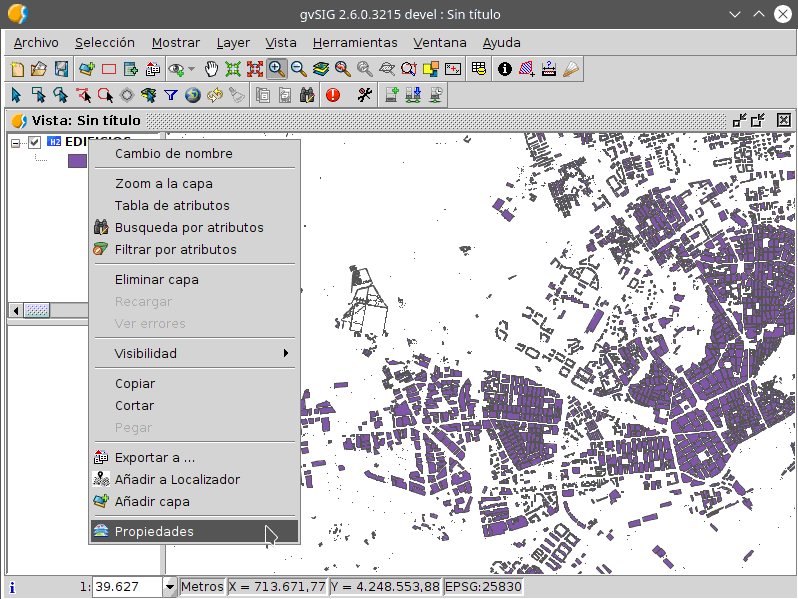 gvSIG 2.6.0.3215 devel : Sin título
Archivo Selección Mostrar Layer Vista Herramientas Ventana Ayuda
Vista: Sin título
H2 EDIFICIOS
Cambio de nombre
Zoom a la capa
Tabla de atributos
Busqueda por atributos
Filtrar por atributos
Eliminar capa
Recargar
Ver errores
Visibilidad
Copiar
Cortar
Pegar
Exportar a ...
Añadir a Localizador
Añadir capa
Propiedades
1: 39.627 Metros X = 713.671,77 Y = 4.248.553,88 EPSG:25830